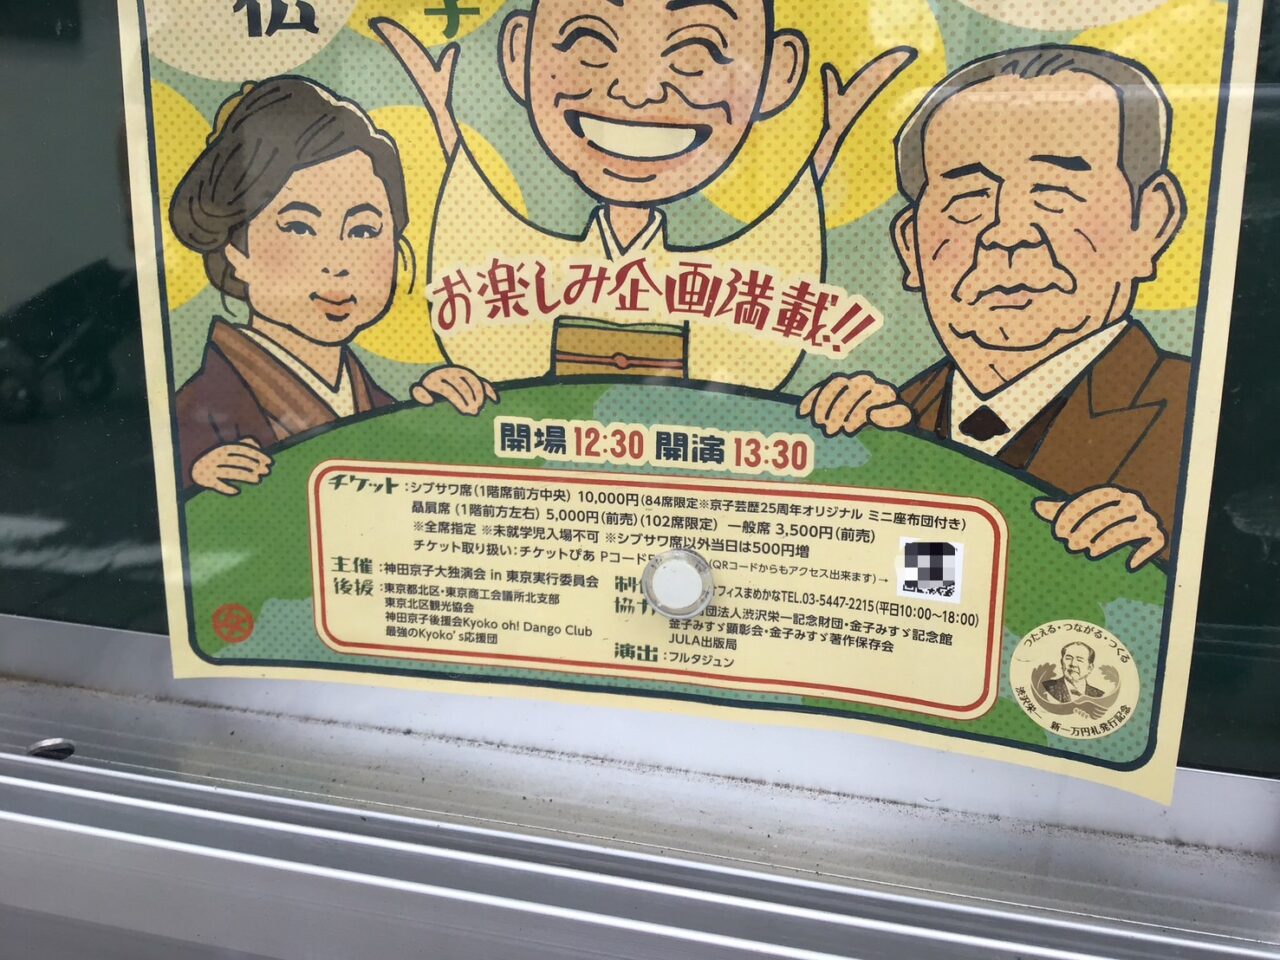 お楽しみ企画満載!!
開場12:30 開演13:30
チケット:シブサワ席(1階席前方中央) 10,000円(84席限定※京子芸歴25周年オリジナル ミニ座布団付き)
贔屓席(1階前方左右) 5,000円(前売)(102席限定) 一般席 3,500円(前売)
※全席指定 ※未就学児入場不可 ※シブサワ席以外当日は500円増
チケット取り扱い:チケットぴあ Pコード (QRコードからもアクセス出来ます)→
主催:神田京子大独演会 in 東京実行委員会
後援:東京都北区・東京商工会議所北支部
東京北区観光協会
神田京子後援会Kyoko oh! Dango Club
最強のKyoko's応援団
フィスまめかなTEL.03-5447-2215(平日10:00〜18:00)
団法人渋沢栄一記念財団・金子みすゞ記念館
金子みすゞ顕彰会・金子みすゞ著作保存会
JULA出版局
演出:フルタジュン
つたえる・つながる・つくる
渋沢栄一 新一万円札発行記念